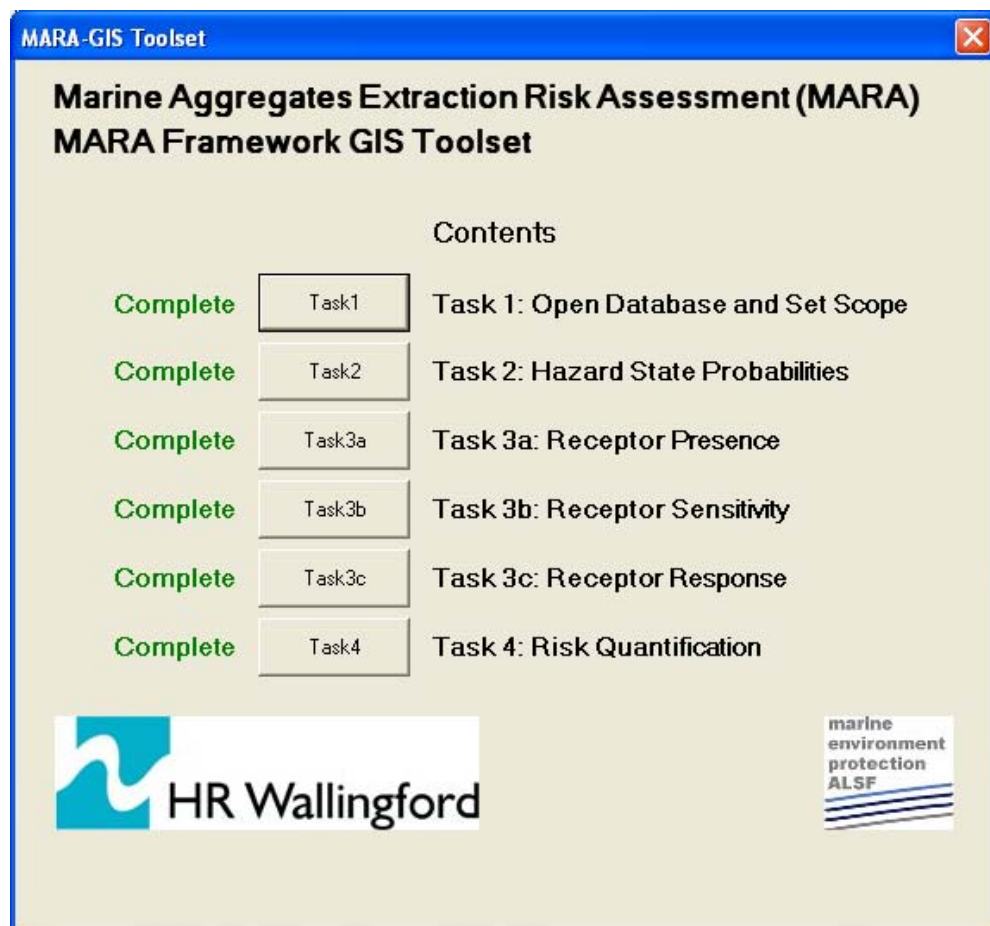 MARA-GIS Toolset
Marine Aggregates Extraction Risk Assessment (MARA)
MARA Framework GIS Toolset
Contents
Complete Task1 Task 1: Open Database and Set Scope
Complete Task2 Task 2: Hazard State Probabilities
Complete Task3a Task 3a: Receptor Presence
Complete Task3b Task 3b: Receptor Sensitivity
Complete Task3c Task 3c: Receptor Response
Complete Task4 Task 4: Risk Quantification
HR Wallingford
marine
environment
protection
ALSF